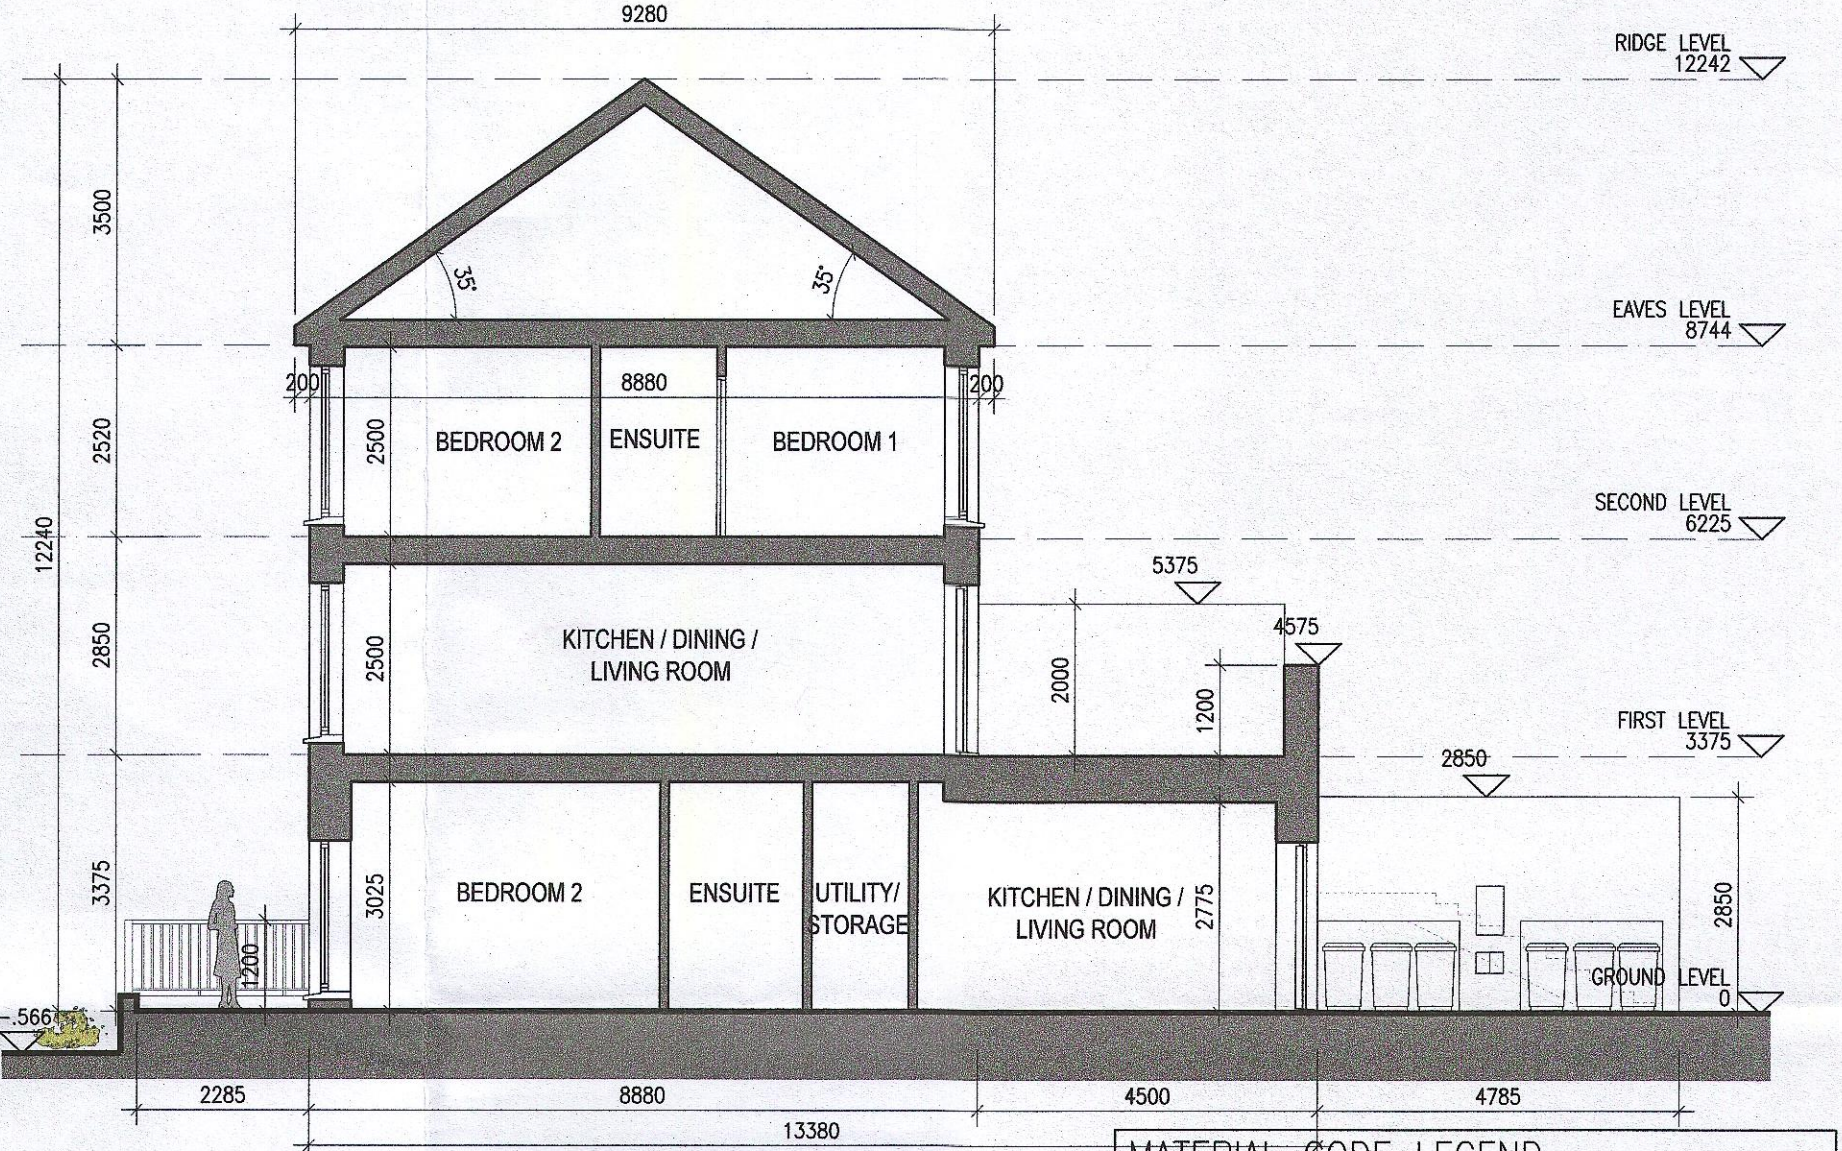 9280
RIDGE LEVEL
12242
3500
35°
35°
EAVES LEVEL
8744
200
8880
200
2520
2500
BEDROOM 2
ENSUITE
BEDROOM 1
SECOND LEVEL
6225
12240
5375
4575
2850
2500
KITCHEN / DINING /
LIVING ROOM
2000
1200
FIRST LEVEL
3375
2850
3375
3025
BEDROOM 2
ENSUITE
UTILITY/
STORAGE
KITCHEN / DINING /
LIVING ROOM
2775
2850
1200
GROUND LEVEL
0
-.566
2285
8880
4500
4785
13380
MATERIAL CODE LEGEND